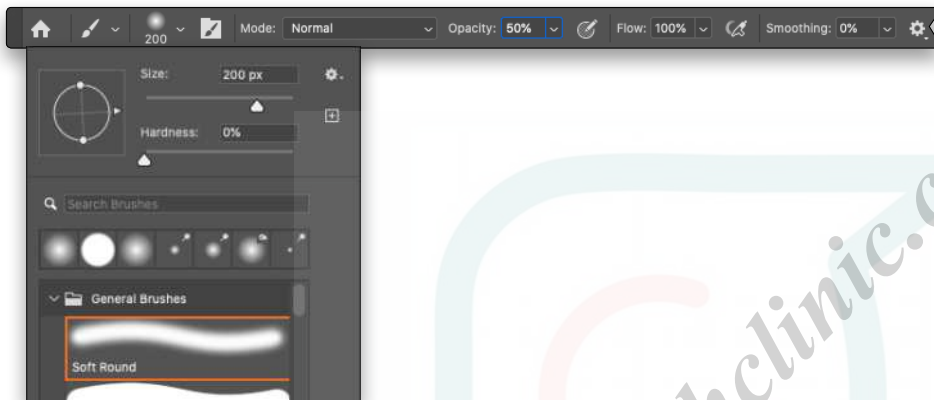 200
Mode: Normal
Opacity: 50%
Flow: 100%
Smoothing: 0%
Size: 200 px
Hardness: 0%
Search Brushes
General Brushes
Soft Round